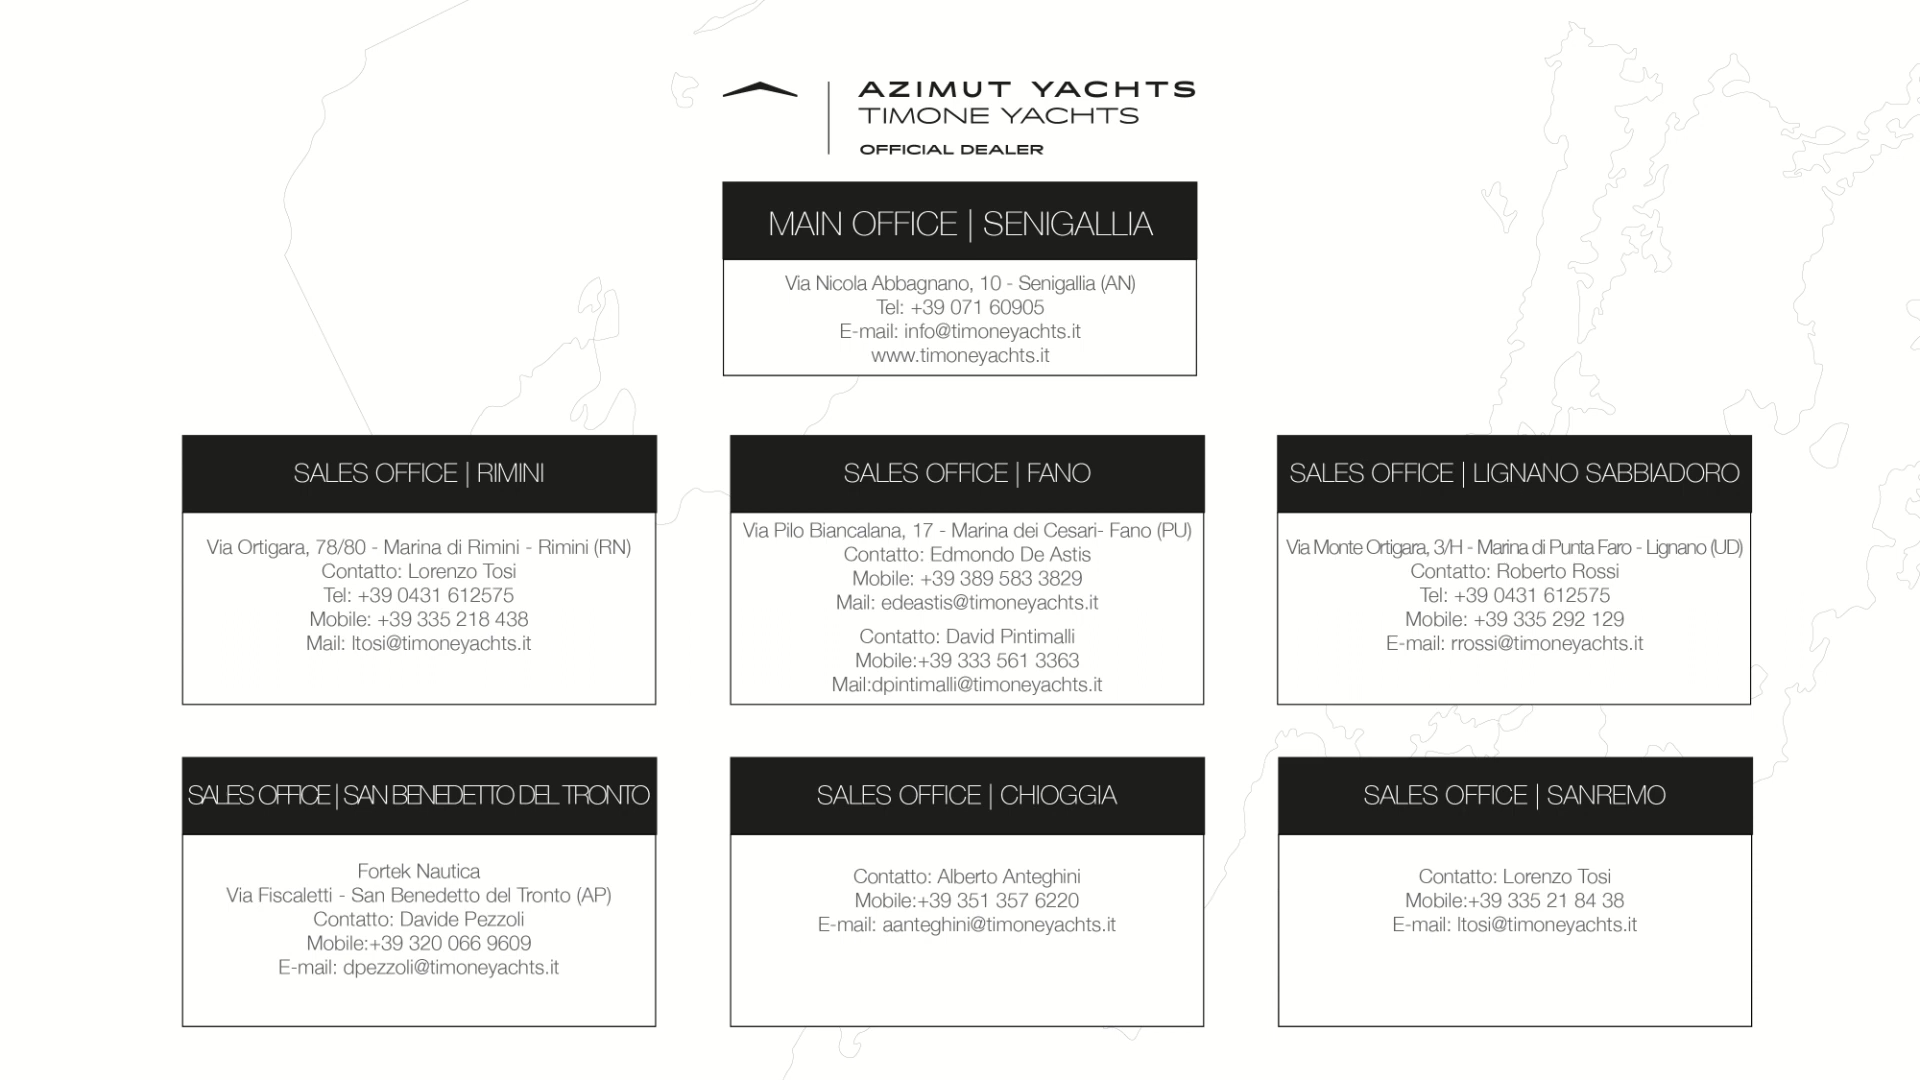 AZIMUT YACHTS
TIMONE YACHTS
OFFICIAL DEALER
MAIN OFFICE | SENIGALLIA
Via Nicola Abbagnano, 10 - Senigallia (AN)
Tel: +39 071 60905
E-mail: info@timoneyachts.it
www.timoneyachts.it
SALES OFFICE | RIMINI
Via Ortigara, 78/80 - Marina di Rimini - Rimini (RN)
Contatto: Lorenzo Tosi
Tel: +39 0431 612575
Mobile: +39 335 218 438
Mail: ltosi@timoneyachts.it
SALES OFFICE | FANO
Via Pilo Biancalana, 17 - Marina dei Cesari- Fano (PU)
Contatto: Edmondo De Astis
Mobile: +39 389 583 3829
Mail: edeastis@timoneyachts.it
Contatto: David Pintimalli
Mobile:+39 333 561 3363
Mail:dpintimalli@timoneyachts.it
SALES OFFICE | LIGNANO SABBIADORO
Via Monte Ortigara, 3/H - Marina di Punta Faro - Lignano (UD)
Contatto: Roberto Rossi
Tel: +39 0431 612575
Mobile: +39 335 292 129
E-mail: rrossi@timoneyachts.it
SALES OFFICE | SAN BENEDETTO DEL TRONTO
Fortek Nautica
Via Fiscaletti - San Benedetto del Tronto (AP)
Contatto: Davide Pezzoli
Mobile:+39 320 066 9609
E-mail: dpezzoli@timoneyachts.it
SALES OFFICE | CHIOGGIA
Contatto: Alberto Anteghini
Mobile:+39 351 357 6220
E-mail: aanteghini@timoneyachts.it
SALES OFFICE | SANREMO
Contatto: Lorenzo Tosi
Mobile:+39 335 21 84 38
E-mail: ltosi@timoneyachts.it